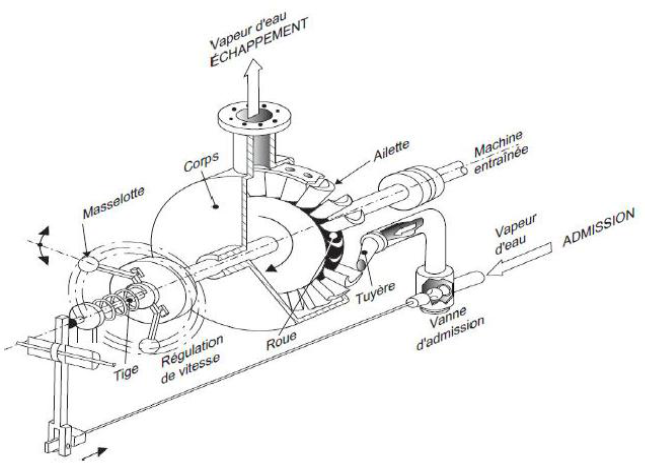 Vapeur d'eau
ÉCHAPPEMENT
Corps
Ailette
Machine
entraînée
Masselotte
Vapeur
d'eau
ADMISSION
Tuyère
Vanne
d'admission
Roue
Régulation
de vitesse
Tige